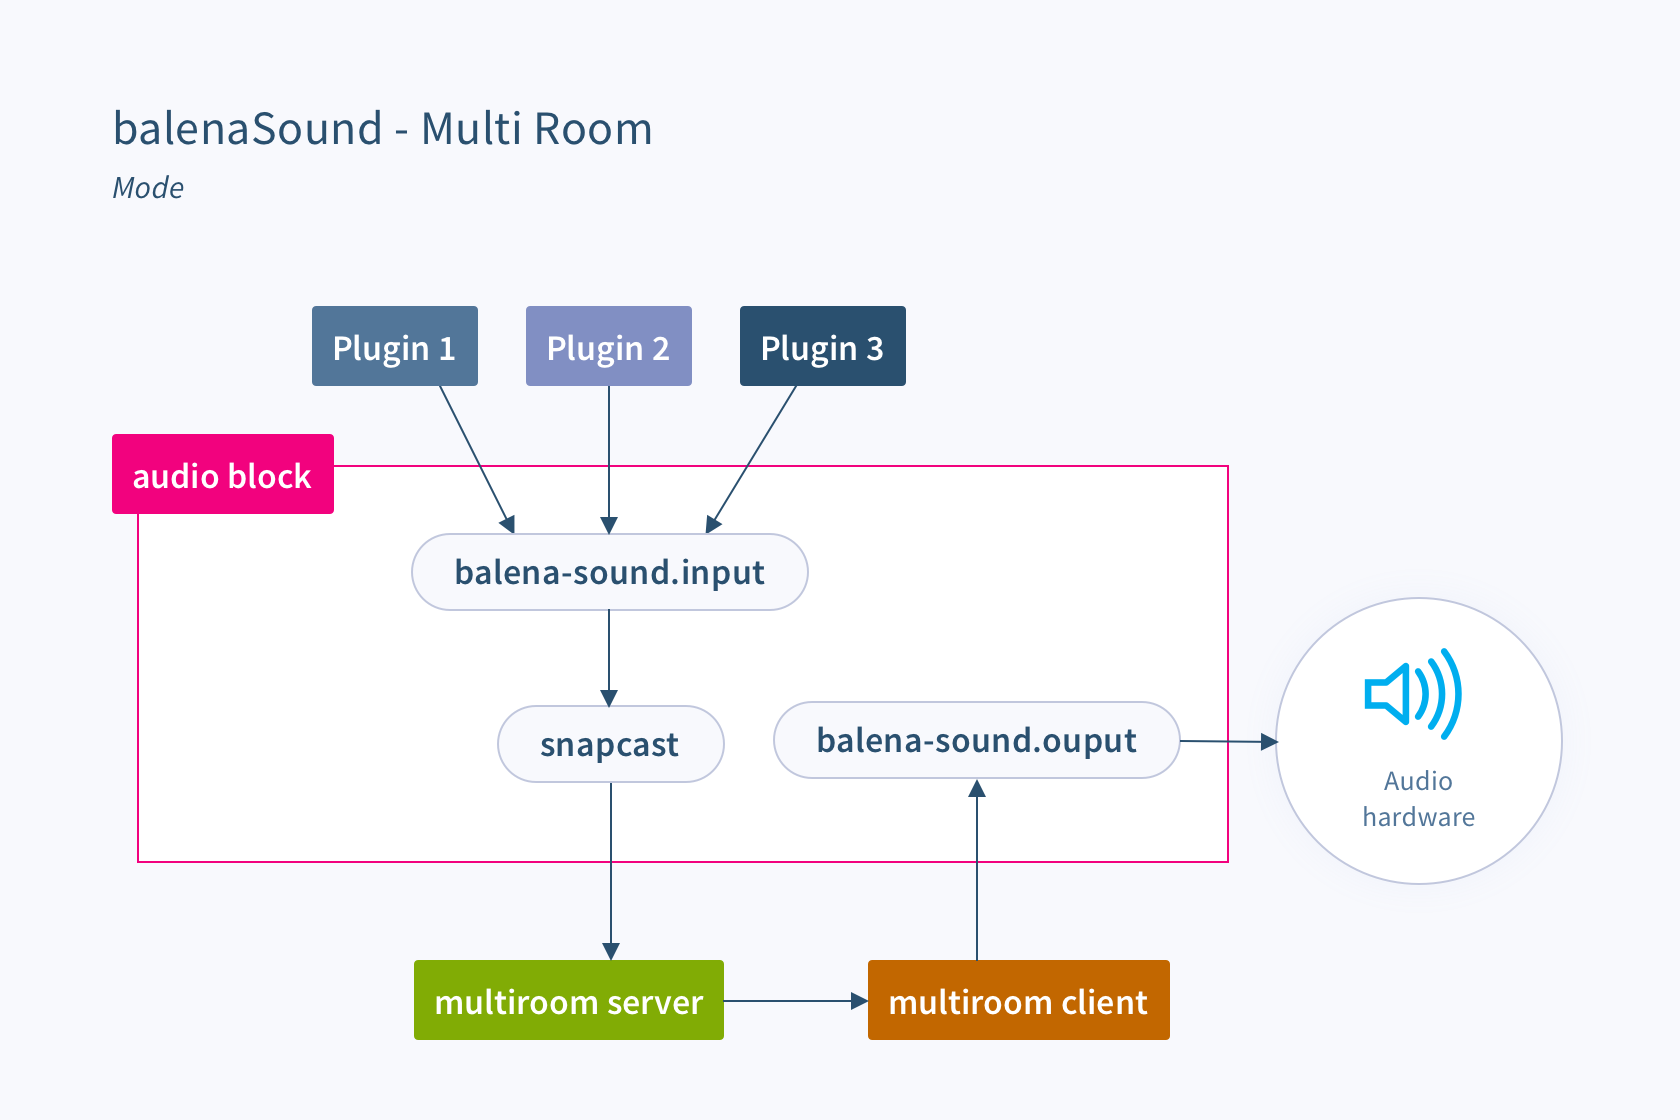 balenaSound - Multi Room
Mode
Plugin 1
Plugin 2
Plugin 3
audio block
balena-sound.input
snapcast
balena-sound.ouput
Audio
hardware
multiroom server
multiroom client